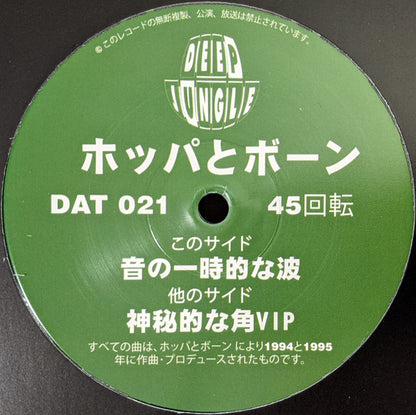 ©このレコードの無断複製、公演、放送は禁止されています。
DEEP
JUNGLE
ホッパとボーン
DAT 021 45回転
このサイド
音の一時的な波
他のサイド
神秘的な角VIP
すべての曲は、ホッパとボーン により1994と1995
年に作曲・プロデュースされたものです。